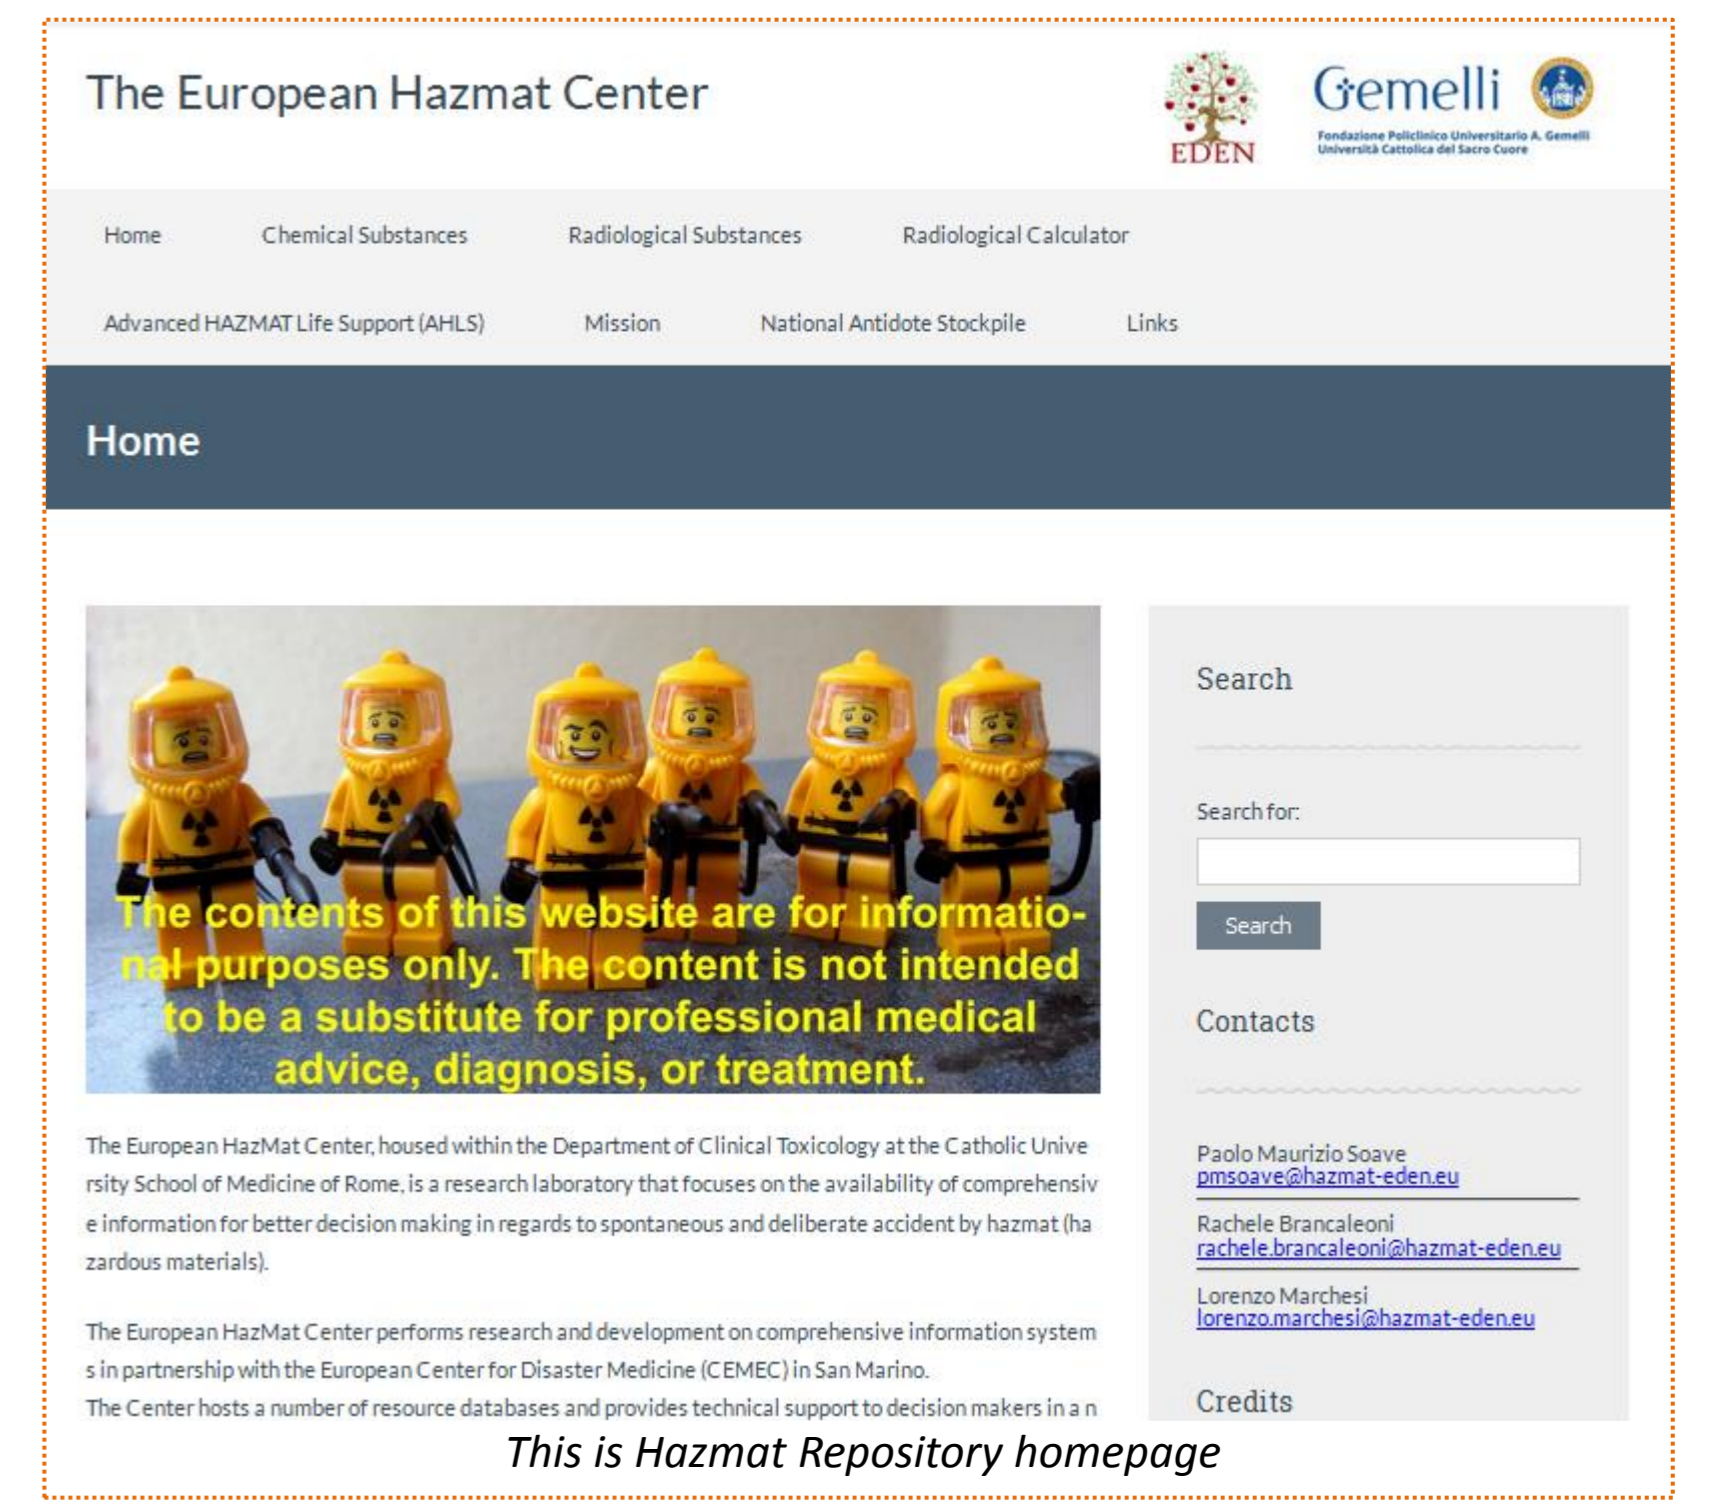 The European Hazmat Center
EDEN
Gemelli
Fondazione Policlinico Universitario A. Gemelli
Università Cattolica del Sacro Cuore
Home Chemical Substances Radiological Substances Radiological Calculator
Advanced HAZMAT Life Support (AHLS) Mission National Antidote Stockpile Links
Home
The contents of this website are for informatio-
nal purposes only. The content is not intended
to be a substitute for professional medical
advice, diagnosis, or treatment.
The European HazMat Center, housed within the Department of Clinical Toxicology at the Catholic Unive
rsity School of Medicine of Rome, is a research laboratory that focuses on the availability of comprehensiv
e information for better decision making in regards to spontaneous and deliberate accident by hazmat (ha
zardous materials).
The European HazMat Center performs research and development on comprehensive information system
s in partnership with the European Center for Disaster Medicine (CEMEC) in San Marino.
The Center hosts a number of resource databases and provides technical support to decision makers in a n
Search
Search for:
Search
Contacts
Paolo Maurizio Soave
pmsoave@hazmat-eden.eu
Rachele Brancaleoni
rachele.brancaleoni@hazmat-eden.eu
Lorenzo Marchesi
lorenzo.marchesi@hazmat-eden.eu
Credits
This is Hazmat Repository homepage